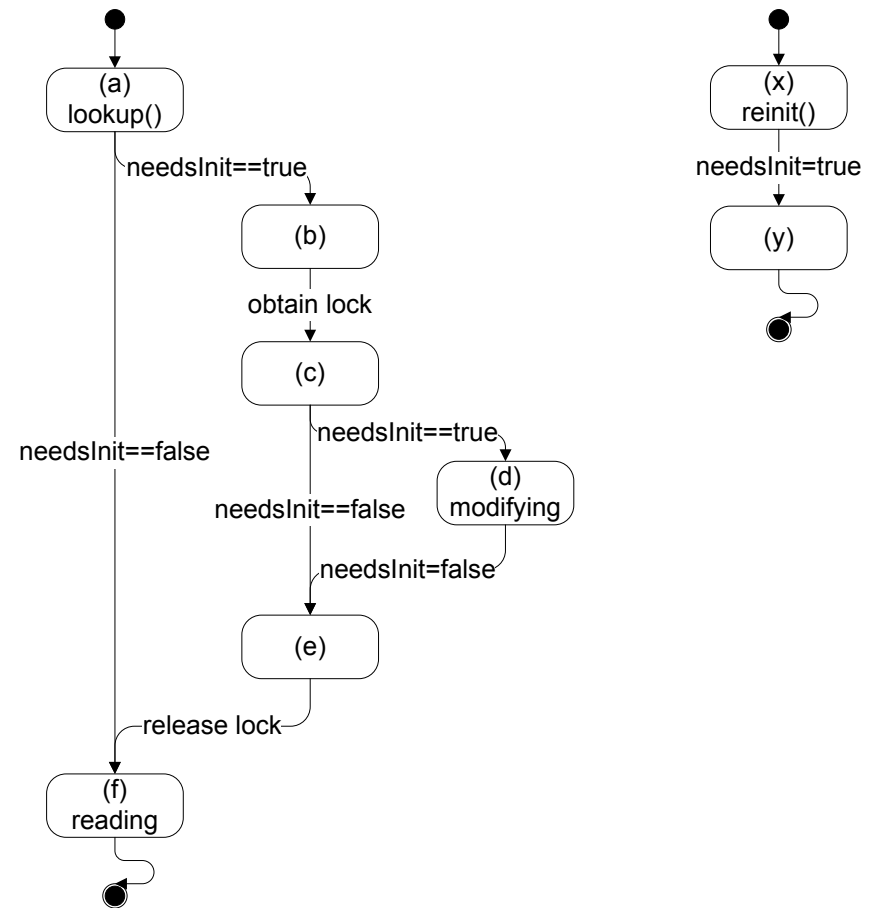 (a)
lookup()
needsInit==true
(b)
obtain lock
(c)
needsInit==true
needsInit==false
(d)
modifying
needsInit==false
needsInit=false
(e)
release lock
(f)
reading
(x)
reinit()
needsInit=true
(y)